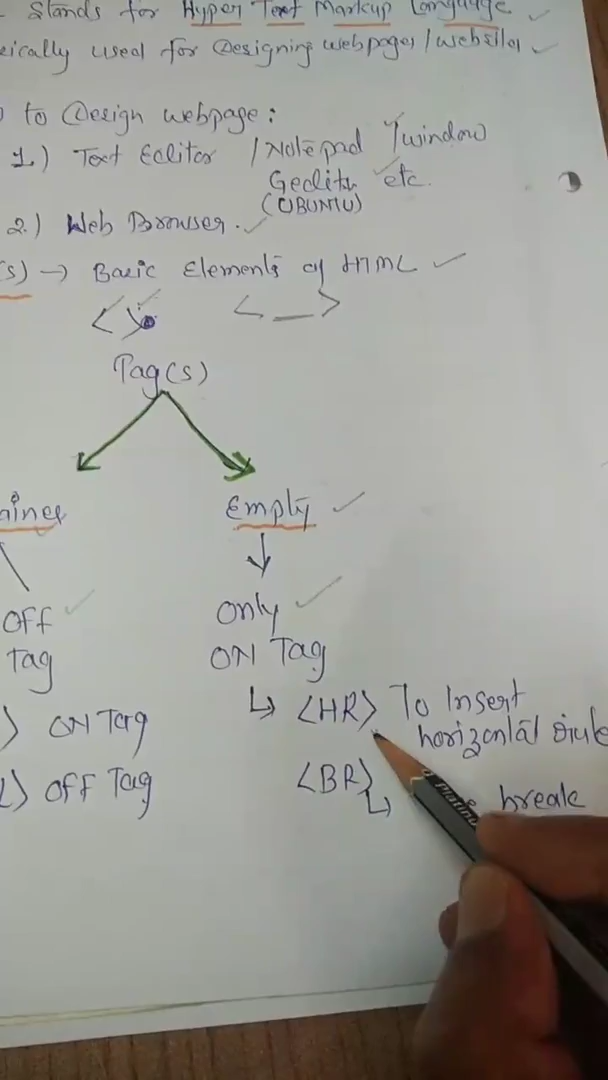 Stands for Hyper Text Markup Language
ically used for Designing webpages/websites
to Design webpage:
1.) Text Editor /Notepad /window
Gedit etc.
(UBUNTU)
2.) Web Browser.
(s) → Basic Elements of HTML
< > < _ >
Tag(s)
ainer Empty
OFF Only
Tag ON Tag
<HR> To Insert
> ON Tag horizontal rule
L> OFF Tag <BR>
break
Platinu